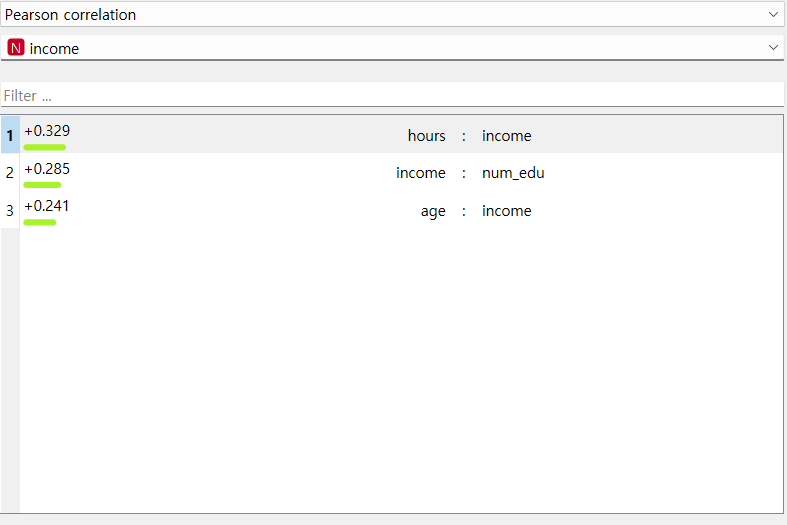 Pearson correlation
N income
Filter ...
1 +0.329 hours : income
2 +0.285 income : num_edu
3 +0.241 age : income